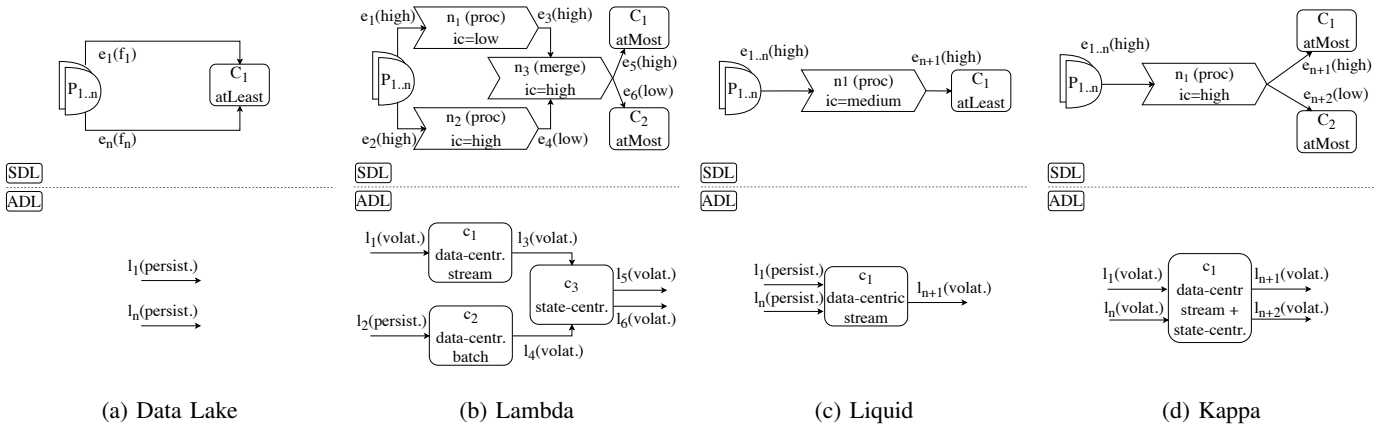 e1(f1)
P1..n
C1
atLeast
en(fn)
SDL
ADL
l1(persist.)
ln(persist.)
(a) Data Lake
e1(high)
n1 (proc)
ic=low
e3(high)
C1
atMost
P1..n
n3 (merge)
ic=high
e5(high)
e6(low)
e2(high)
n2 (proc)
ic=high
e4(low)
C2
atMost
SDL
ADL
l1(volat.)
c1
data-centr.
stream
l3(volat.)
c3
state-centr.
l5(volat.)
l6(volat.)
l2(persist.)
c2
data-centr.
batch
l4(volat.)
(b) Lambda
e1..n(high)
P1..n
n1 (proc)
ic=medium
en+1(high)
C1
atLeast
SDL
ADL
l1(persist.)
ln(persist.)
c1
data-centric
stream
ln+1(volat.)
(c) Liquid
e1..n(high)
P1..n
n1 (proc)
ic=high
C1
atMost
en+1(high)
en+2(low)
C2
atMost
SDL
ADL
l1(volat.)
ln(volat.)
c1
data-centr
stream +
state-centr.
ln+1(volat.)
ln+2(volat.)
(d) Kappa